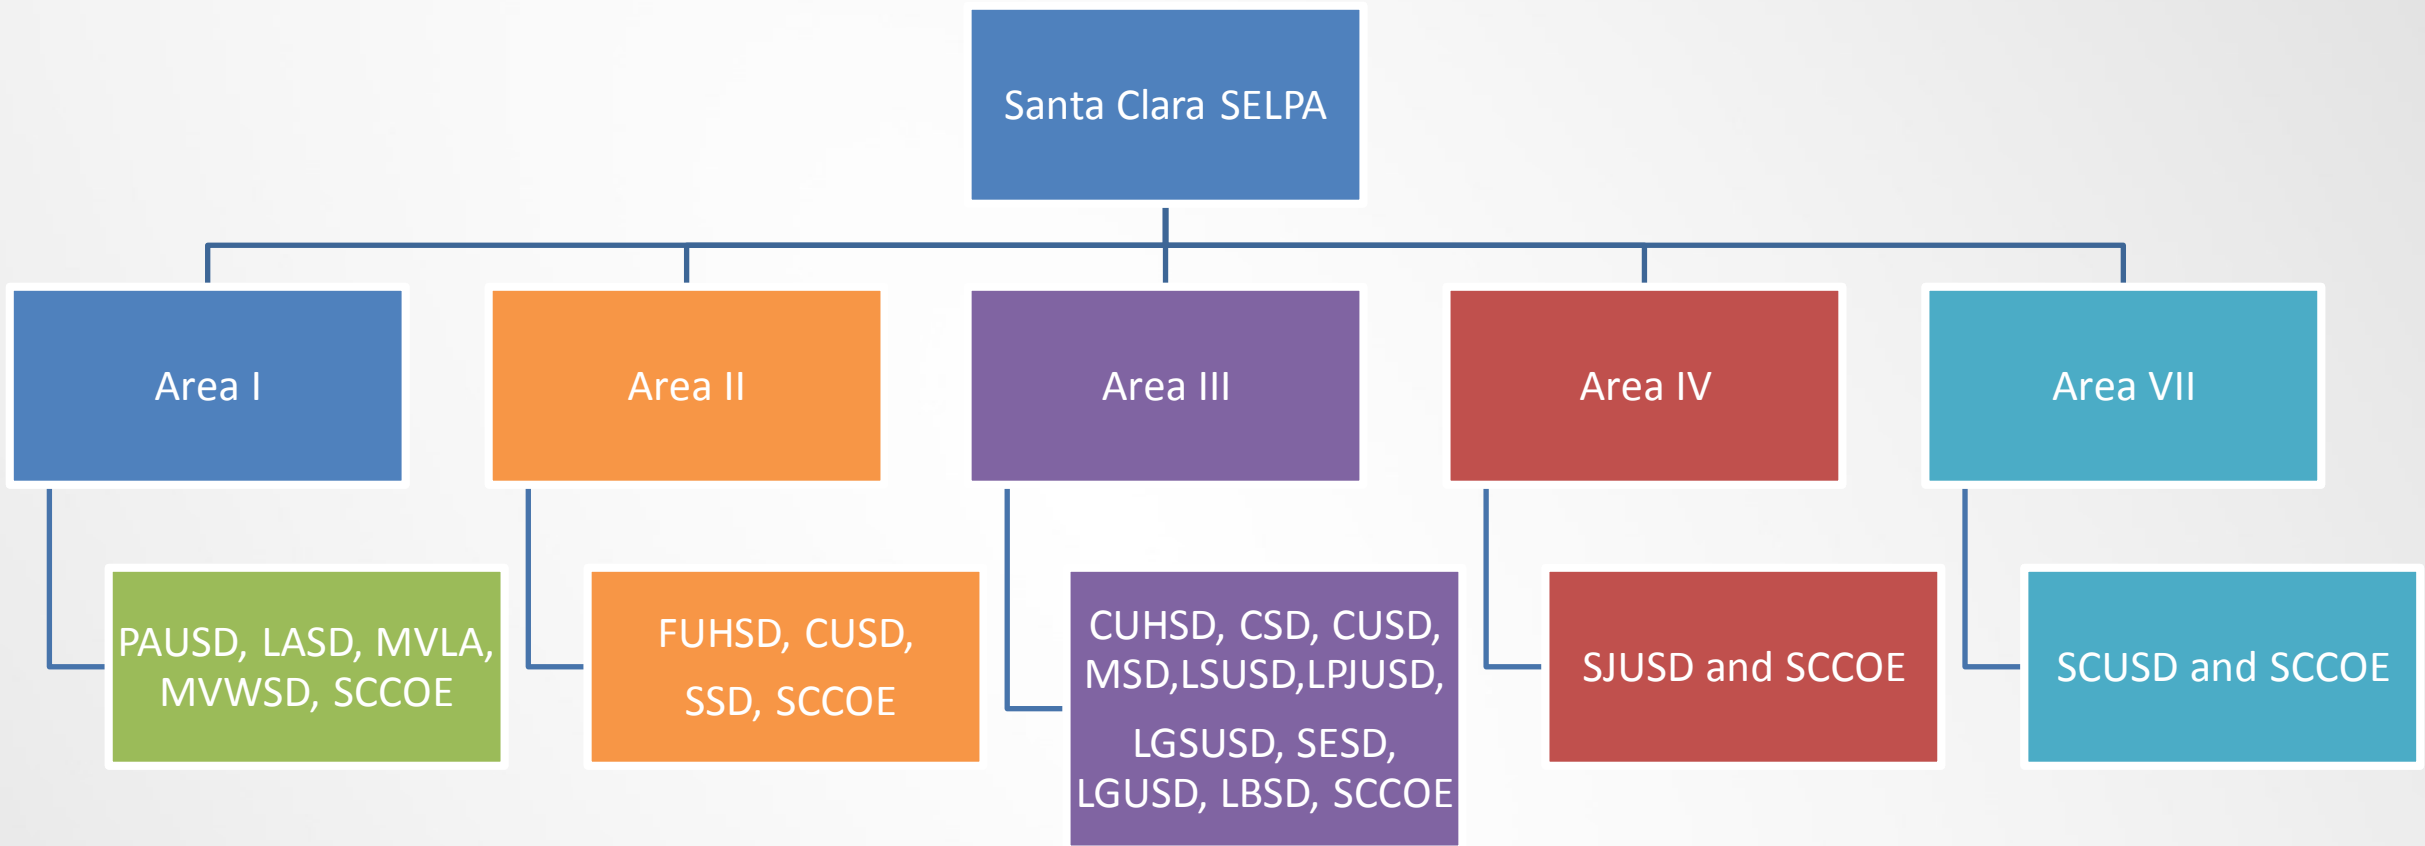 Santa Clara SELPA
Area I
Area II
Area III
Area IV
Area VII
PAUSD, LASD, MVLA,
MVWSD, SCCOE
FUHSD, CUSD,
SSD, SCCOE
CUHSD, CSD, CUSD,
MSD,LSUSD,LPJUSD,
LGSUSD, SESD,
LGUSD, LBSD, SCCOE
SJUSD and SCCOE
SCUSD and SCCOE